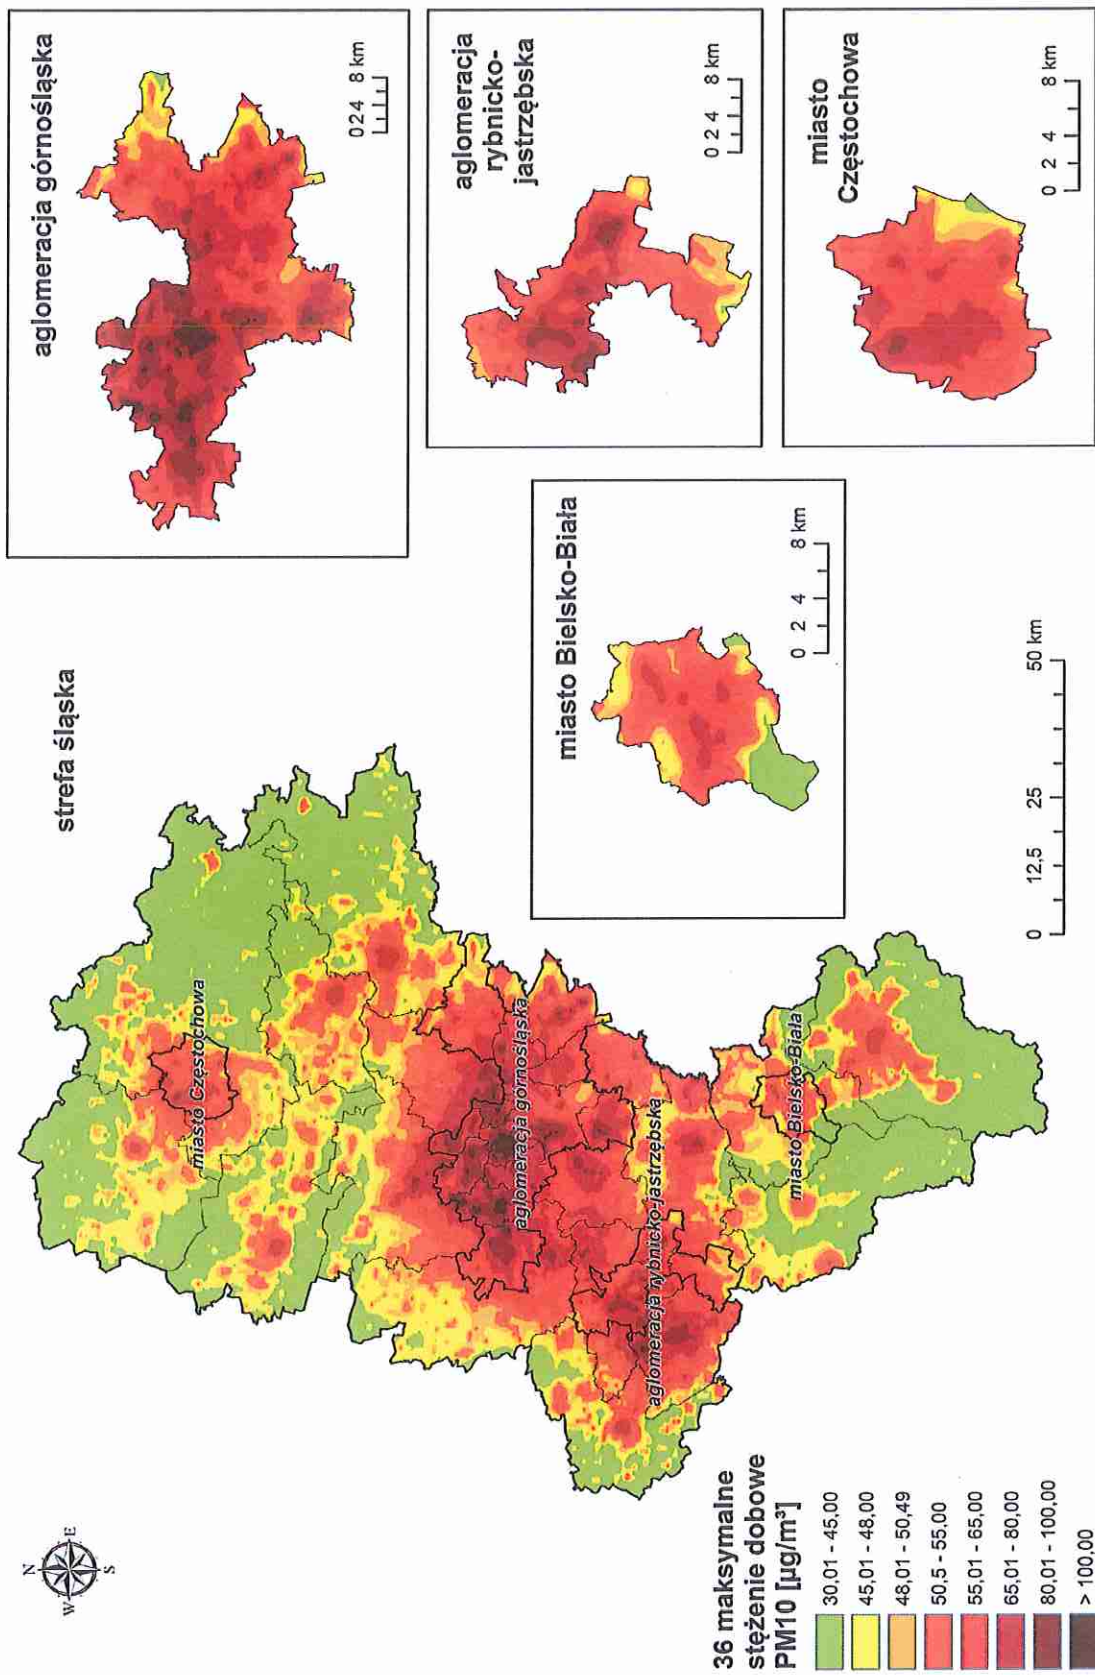 strefa śląska
N
W
E
S
miasto Częstochowa
aglomeracja górnośląska
aglomeracja rybnicko-jastrzębska
miasto Bielsko-Biała
36 maksymalne
stężenie dobowe
PM10 [µg/m³]
30,01 - 45,00
45,01 - 48,00
48,01 - 50,49
50,5 - 55,00
55,01 - 65,00
65,01 - 80,00
80,01 - 100,00
> 100,00
0 12,5 25 50 km
miasto Bielsko-Biała
0 2 4 8 km
aglomeracja górnośląska
0 2 4 8 km
aglomeracja
rybnicko-
jastrzębska
0 2 4 8 km
miasto
Częstochowa
0 2 4 8 km